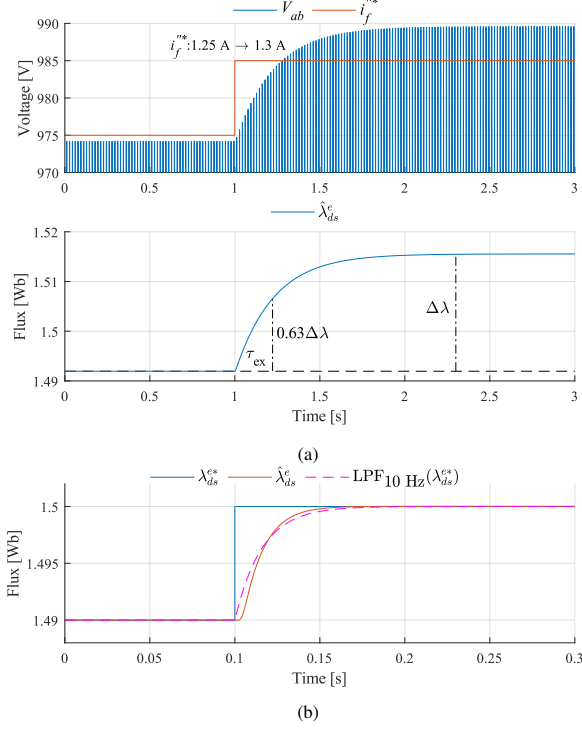 V_ab i_f''*
990
985
980
975
970
Voltage [V]
i_f''*:1.25 A → 1.3 A
0 0.5 1 1.5 2 2.5 3
λ̂_ds^e
1.52
1.51
1.5
1.49
Flux [Wb]
τ_ex
0.63Δλ
Δλ
0 0.5 1 1.5 2 2.5 3
Time [s]
(a)
λ_ds^e* λ̂_ds^e LPF_10 Hz(λ_ds^e*)
1.5
1.495
1.49
Flux [Wb]
0 0.05 0.1 0.15 0.2 0.25 0.3
Time [s]
(b)